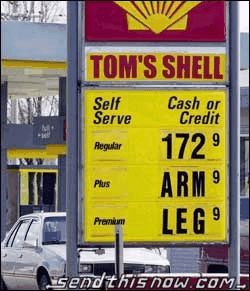 TOM'S SHELL
Self Serve
Cash or Credit
Regular 172 9
Plus ARM 9
Premium LEG 9
sendthisnow.com